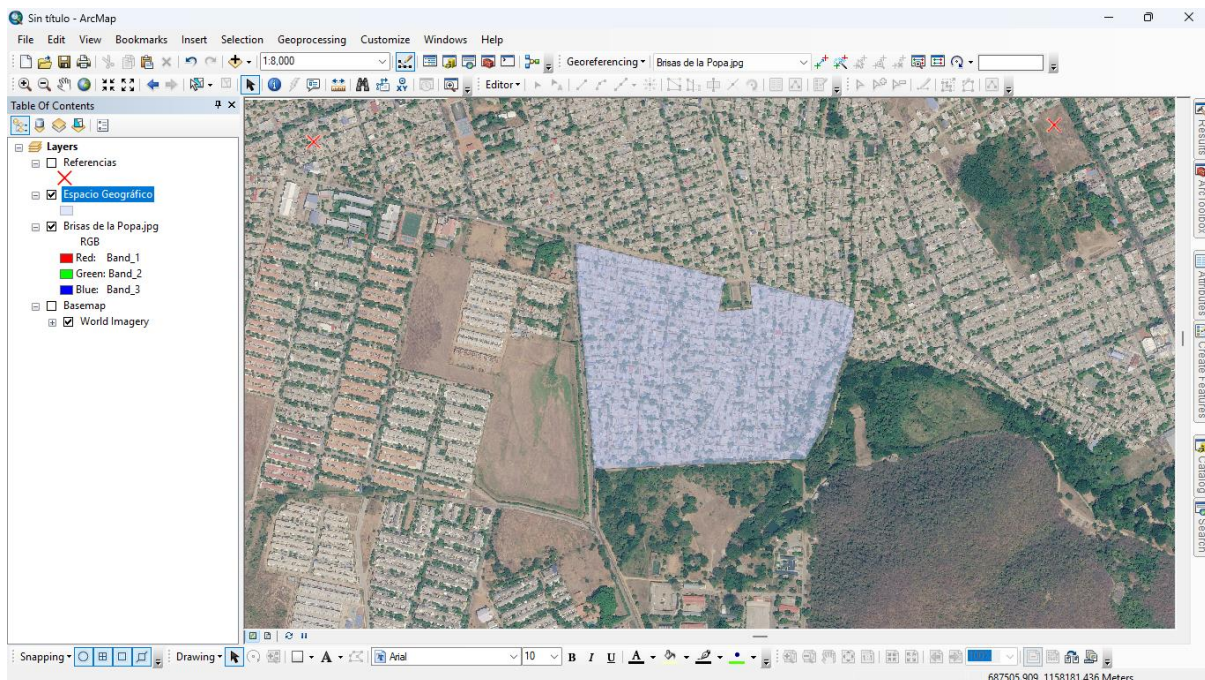 Sin título - ArcMap
File Edit View Bookmarks Insert Selection Geoprocessing Customize Windows Help
1:8,000
Georeferencing
Brisas de la Popa.jpg
Editor
Table Of Contents
Layers
Referencias
Espacio Geográfico
Brisas de la Popa.jpg
RGB
Red: Band_1
Green: Band_2
Blue: Band_3
Basemap
World Imagery
Results
ArcToolbox
Attributes
Create Features
Catalog
Search
Snapping
Drawing
A
Arial
10
B I U A
687505.909 1158181.436 Meters